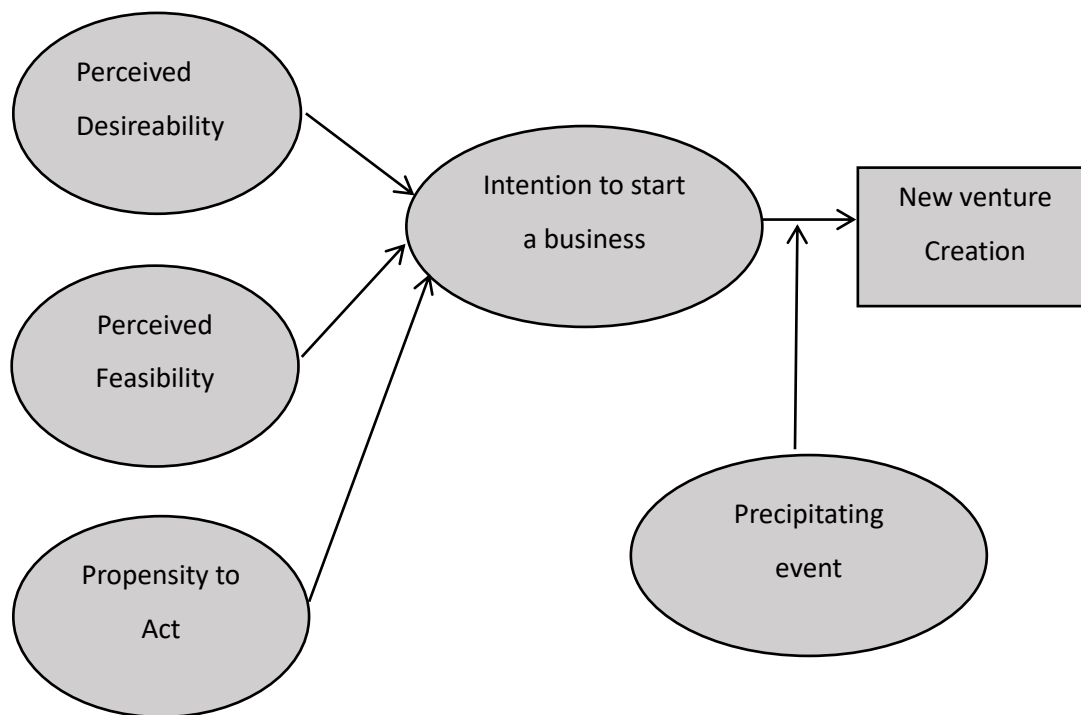 Perceived
Desireability
Intention to start
a business
New venture
Creation
Perceived
Feasibility
Precipitating
event
Propensity to
Act